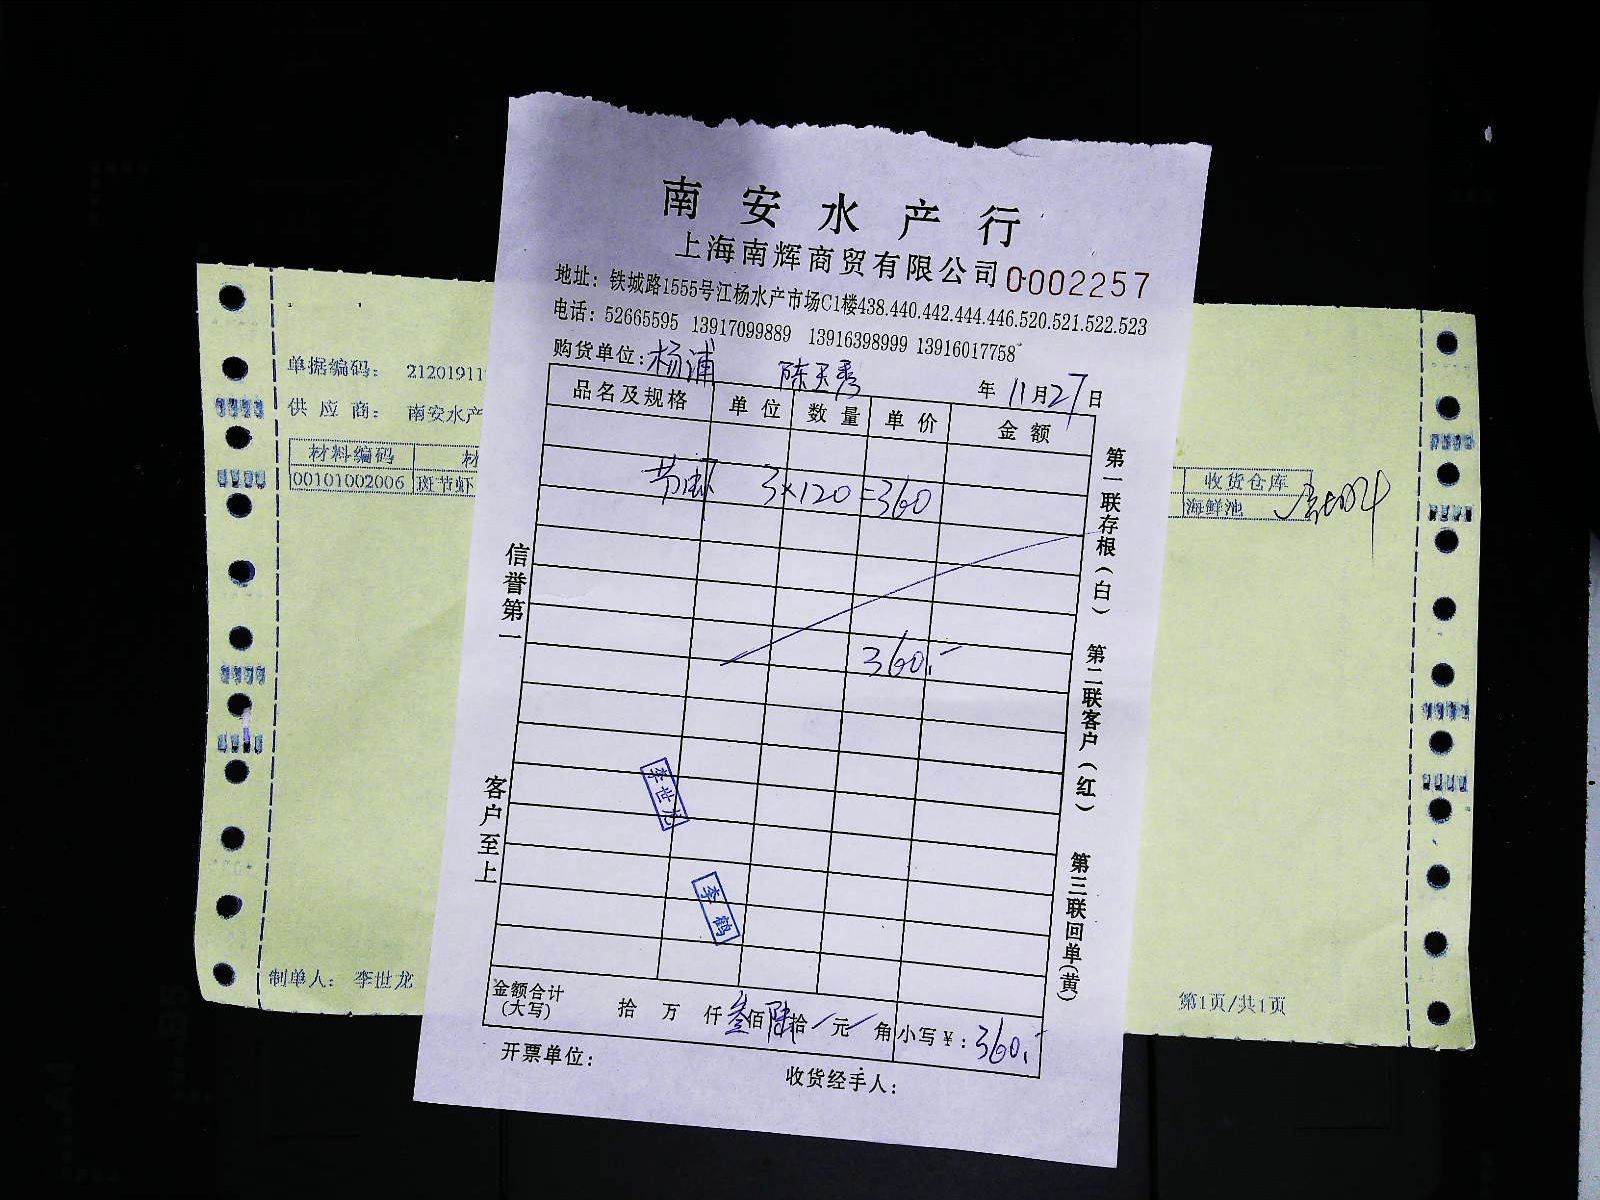 南安水产行
上海南辉商贸有限公司 0002257
地址：铁城路1555号江杨水产市场C1楼438.440.442.444.446.520.521.522.523
电话：52665595 13917099889 13916398999 13916017758
购货单位：杨浦 陈玉秀 年11月27日
品名及规格 单位 数量 单价 金额
节虾 3×120=360
360.-
李世龙
李鹤
金额合计(大写) 拾 万 仟 叁佰 陆拾 元 角 小写￥：360.-
开票单位： 收货经手人：
信誉第一
客户至上
第一联存根（白）
第二联客户（红）
第三联回单(黄)
单据编码： 21201911
供应商： 南安水产
材料编码 材
00101002006 斑节虾
收货仓库
海鲜池
制单人： 李世龙
第1页/共1页